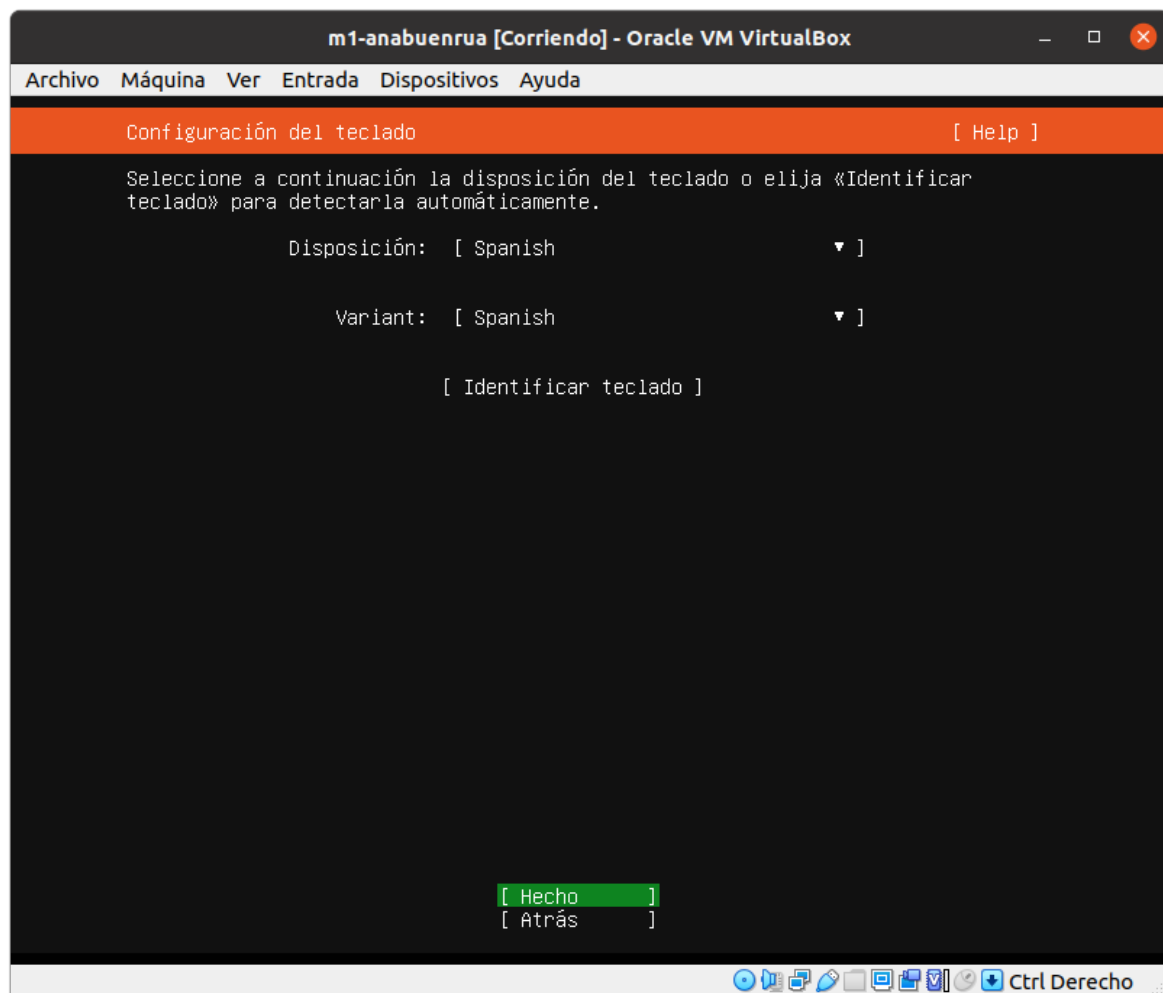 m1-anabuenrua [Corriendo] - Oracle VM VirtualBox
Archivo Máquina Ver Entrada Dispositivos Ayuda
Configuración del teclado [ Help ]
Seleccione a continuación la disposición del teclado o elija «Identificar
teclado» para detectarla automáticamente.
Disposición: [ Spanish ▾ ]
Variant: [ Spanish ▾ ]
[ Identificar teclado ]
[ Hecho ]
[ Atrás ]
Ctrl Derecho